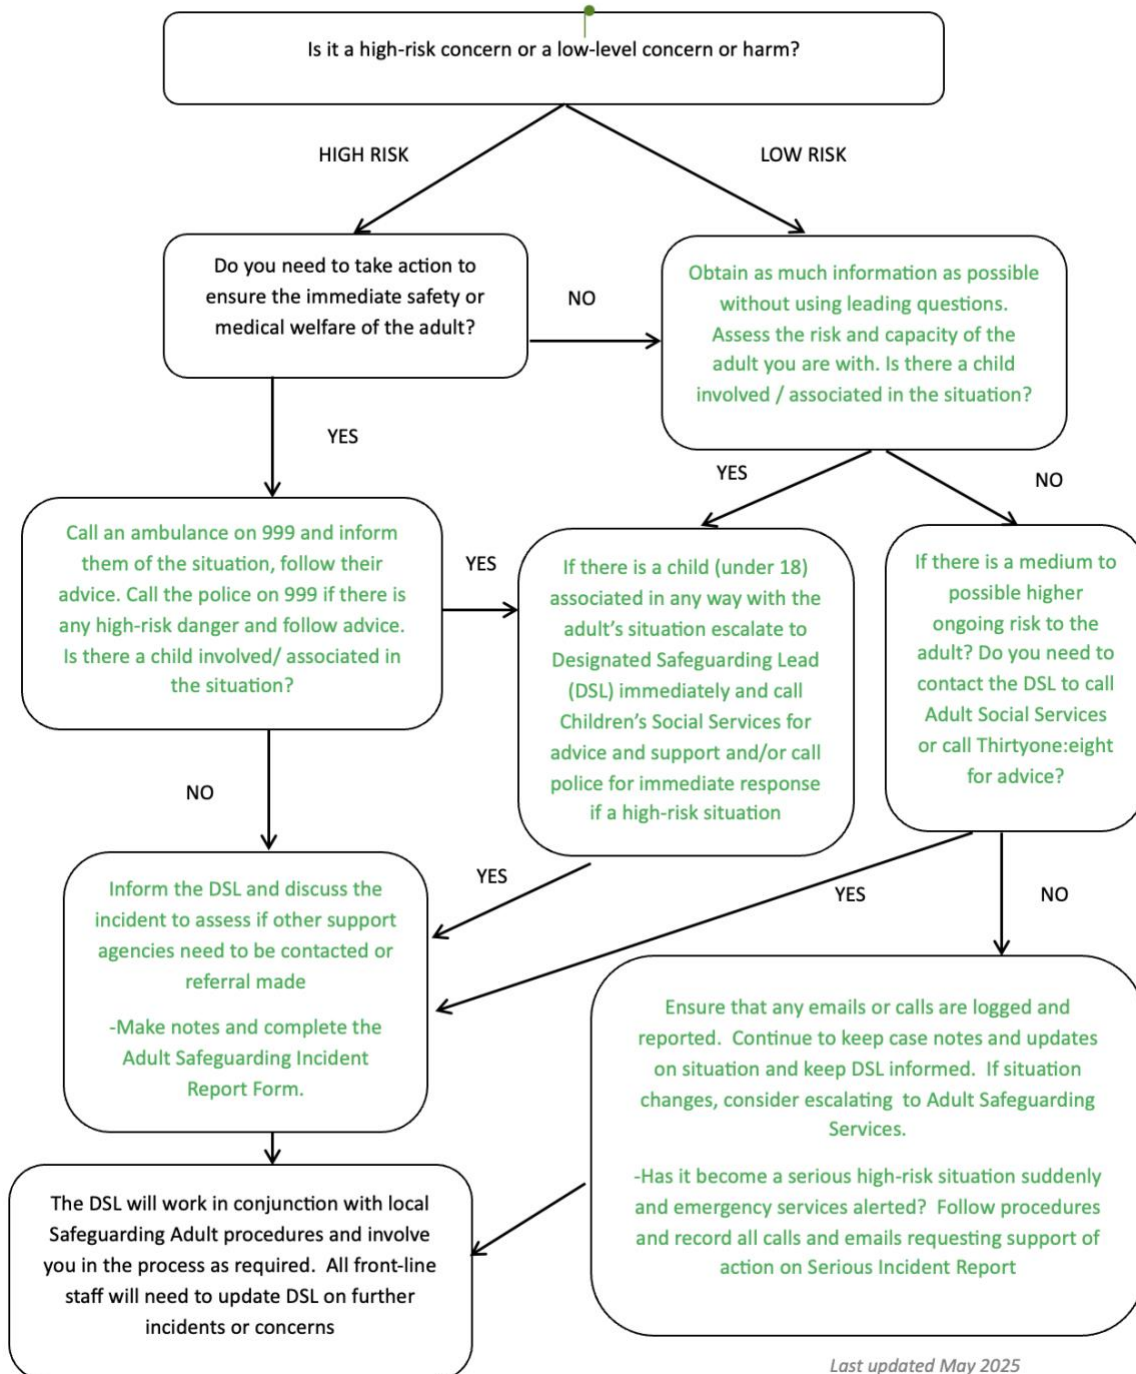 Is it a high-risk concern or a low-level concern or harm?
HIGH RISK
LOW RISK
Do you need to take action to
ensure the immediate safety or
medical welfare of the adult?
NO
Obtain as much information as possible
without using leading questions.
Assess the risk and capacity of the
adult you are with. Is there a child
involved / associated in the situation?
YES
YES
NO
Call an ambulance on 999 and inform
them of the situation, follow their
advice. Call the police on 999 if there is
any high-risk danger and follow advice.
Is there a child involved/ associated in
the situation?
YES
If there is a child (under 18)
associated in any way with the
adult’s situation escalate to
Designated Safeguarding Lead
(DSL) immediately and call
Children’s Social Services for
advice and support and/or call
police for immediate response
if a high-risk situation
If there is a medium to
possible higher
ongoing risk to the
adult? Do you need to
contact the DSL to call
Adult Social Services
or call Thirtyone:eight
for advice?
NO
YES
YES
NO
Inform the DSL and discuss the
incident to assess if other support
agencies need to be contacted or
referral made
-Make notes and complete the
Adult Safeguarding Incident
Report Form.
Ensure that any emails or calls are logged and
reported.  Continue to keep case notes and updates
on situation and keep DSL informed.  If situation
changes, consider escalating  to Adult Safeguarding
Services.
-Has it become a serious high-risk situation suddenly
and emergency services alerted?  Follow procedures
and record all calls and emails requesting support of
action on Serious Incident Report
The DSL will work in conjunction with local
Safeguarding Adult procedures and involve
you in the process as required.  All front-line
staff will need to update DSL on further
incidents or concerns
Last updated May 2025